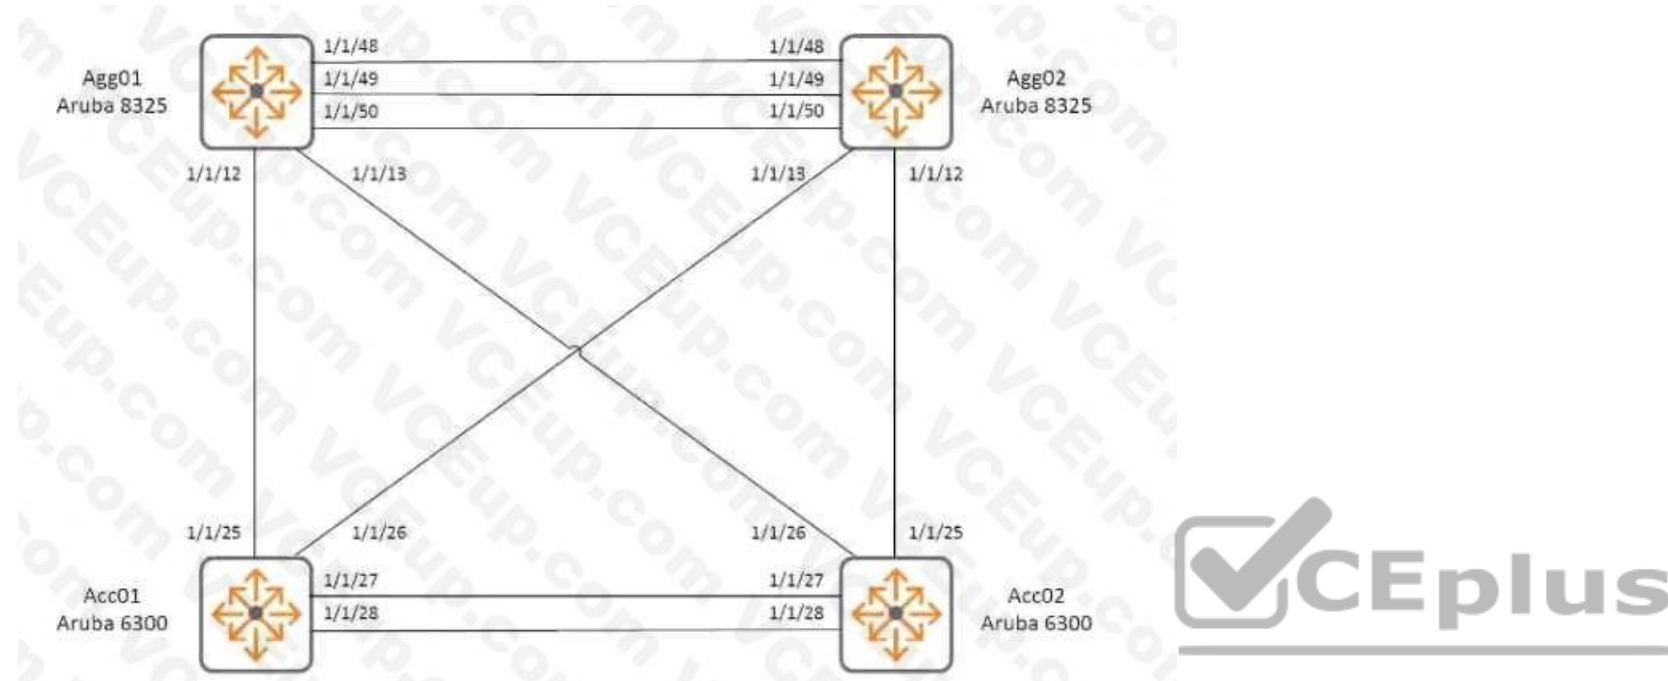 1/1/48 1/1/48
Agg01 1/1/49 1/1/49 Agg02
Aruba 8325 1/1/50 1/1/50 Aruba 8325
1/1/12 1/1/13 1/1/13 1/1/12
1/1/25 1/1/26 1/1/26 1/1/25
Acc01 1/1/27 1/1/27 Acc02
Aruba 6300 1/1/28 1/1/28 Aruba 6300
CEplus
VCEup.com